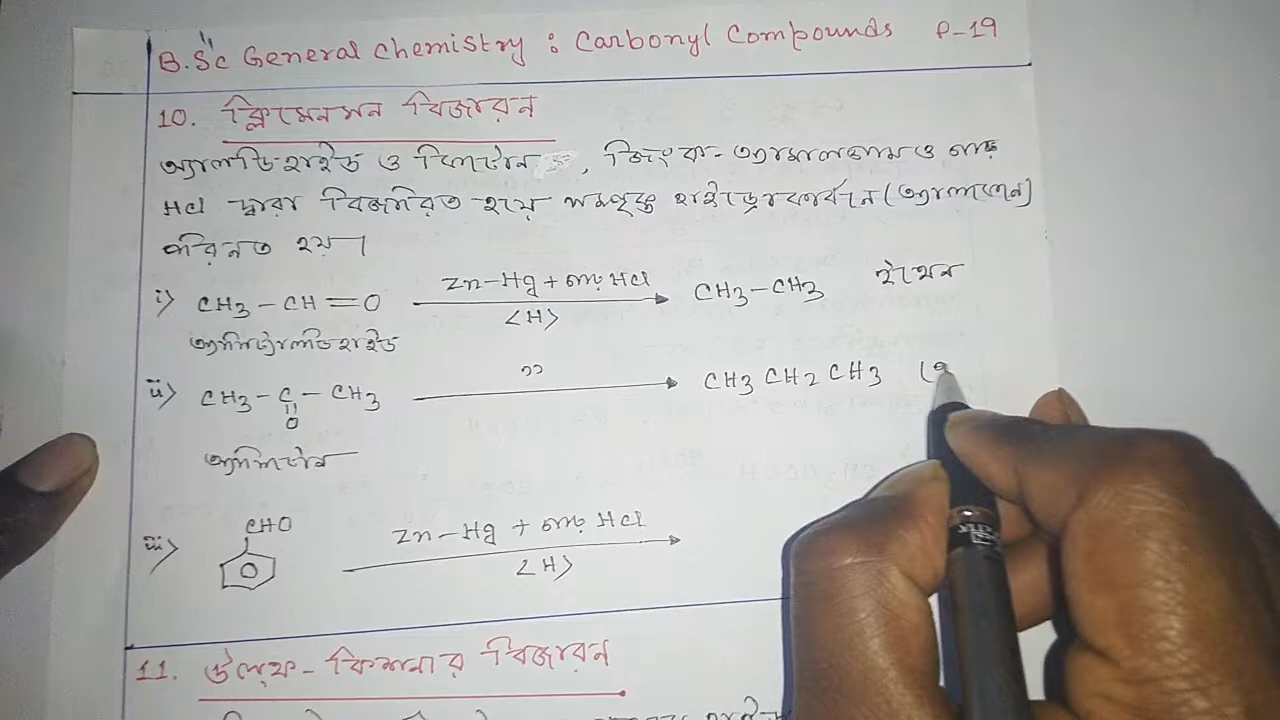 B.Sc General Chemistry : Carbonyl Compounds P-19
10. ক্লিমেনসন বিজারন
অ্যালডিহাইড ও কিটোন , জিংক-অ্যামালগাম ও গাঢ়
HCl দ্বারা বিজারিত হয়ে সম্পৃক্ত হাইড্রোকার্বনে (অ্যালকেন)
পরিনত হয়।
i) CH3 - CH = O Zn-Hg + গাঢ় HCl <H> CH3 - CH3 ইথেন
অ্যাসিট্যালডিহাইড
ii) CH3 - C - CH3 ,, CH3 CH2 CH3 (
O
অ্যাসিটোন
iii) CHO Zn-Hg + গাঢ় HCl <H>
11. উলফ-কিশনার বিজারন